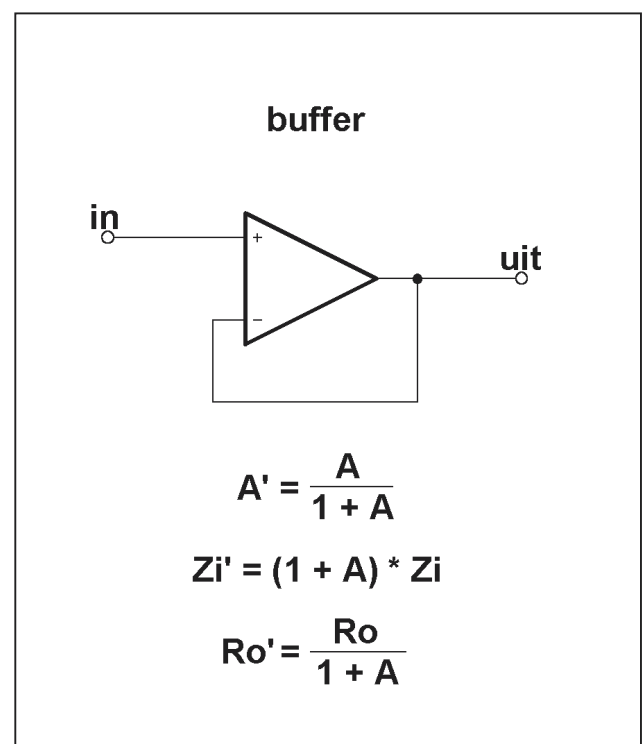 buffer
in
+
uit
−
A' = A / 1 + A
Zi' = (1 + A) * Zi
Ro' = Ro / 1 + A